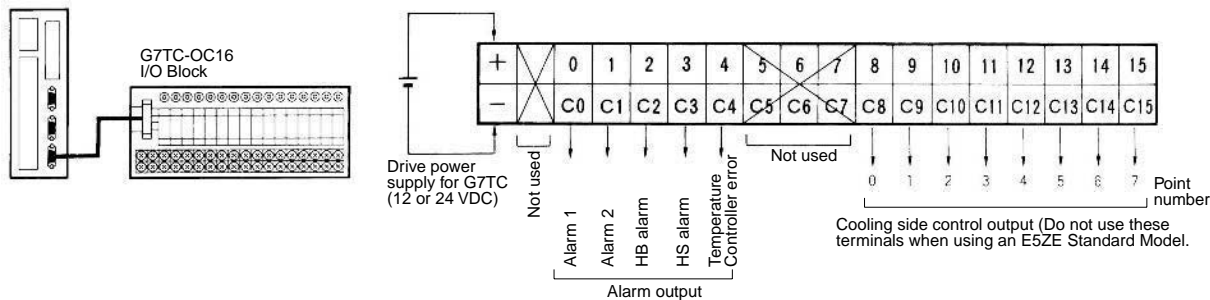 G7TC-OC16
I/O Block
+ 0 1 2 3 4 5 6 7 8 9 10 11 12 13 14 15
− C0 C1 C2 C3 C4 C5 C6 C7 C8 C9 C10 C11 C12 C13 C14 C15
Drive power
supply for G7TC
(12 or 24 VDC)
Not used
Alarm 1
Alarm 2
HB alarm
HS alarm
Temperature
Controller error
Alarm output
Not used
0 1 2 3 4 5 6 7 Point
number
Cooling side control output (Do not use these
terminals when using an E5ZE Standard Model.